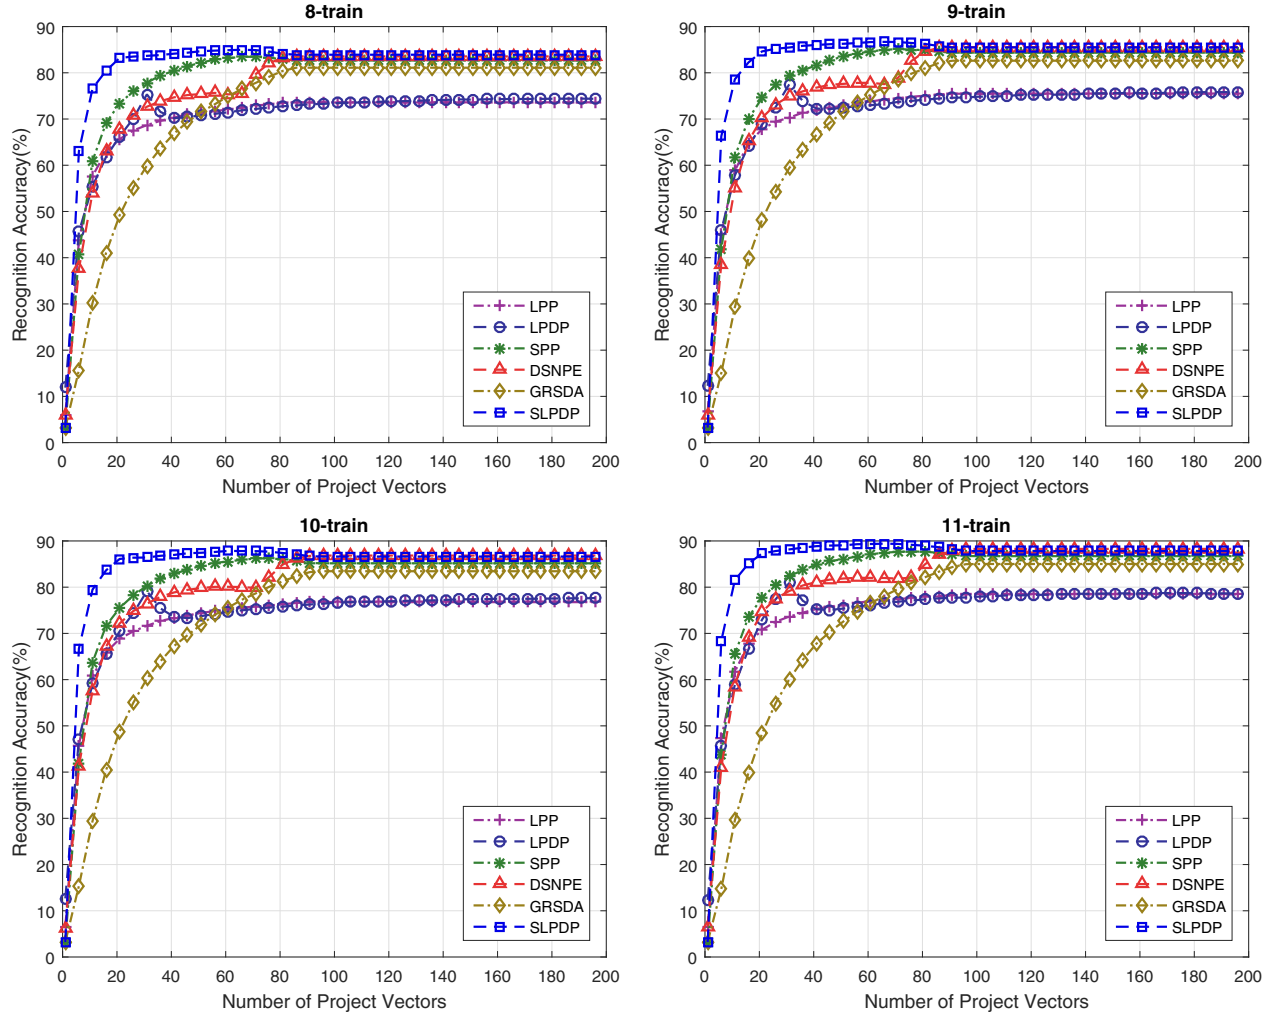 8-train
Recognition Accuracy(%)
90
80
70
60
50
40
30
20
10
0
LPP
LPDP
SPP
DSNPE
GRSDA
SLPDP
0 20 40 60 80 100 120 140 160 180 200
Number of Project Vectors
9-train
Recognition Accuracy(%)
90
80
70
60
50
40
30
20
10
0
LPP
LPDP
SPP
DSNPE
GRSDA
SLPDP
0 20 40 60 80 100 120 140 160 180 200
Number of Project Vectors
10-train
Recognition Accuracy(%)
90
80
70
60
50
40
30
20
10
0
LPP
LPDP
SPP
DSNPE
GRSDA
SLPDP
0 20 40 60 80 100 120 140 160 180 200
Number of Project Vectors
11-train
Recognition Accuracy(%)
90
80
70
60
50
40
30
20
10
0
LPP
LPDP
SPP
DSNPE
GRSDA
SLPDP
0 20 40 60 80 100 120 140 160 180 200
Number of Project Vectors